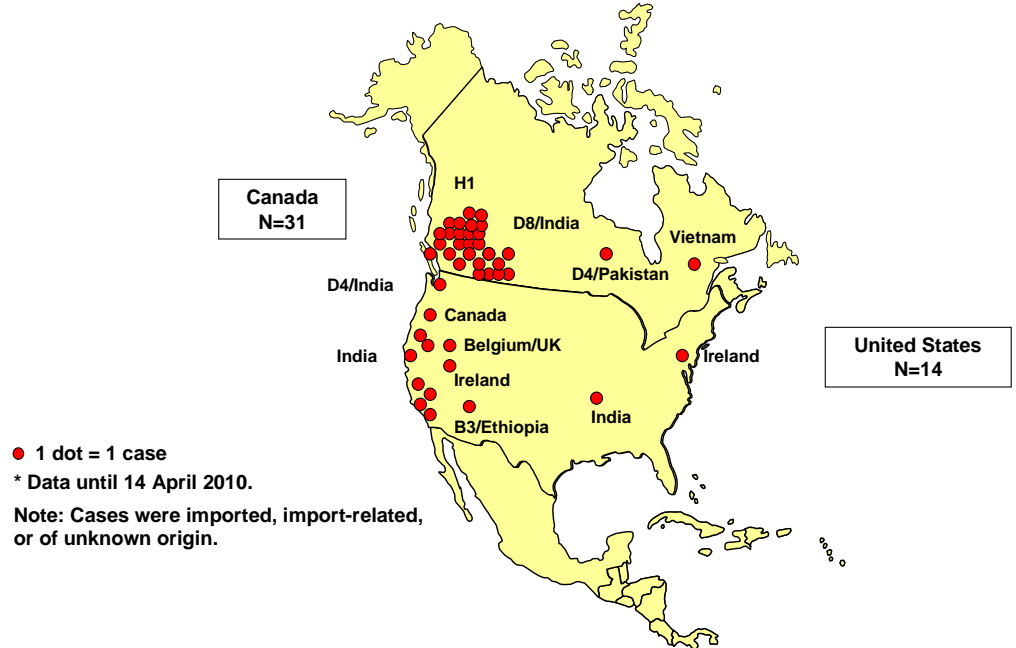 H1
Canada
N=31
D8/India
Vietnam
D4/Pakistan
D4/India
Canada
India
Belgium/UK
Ireland
United States
N=14
Ireland
India
B3/Ethiopia
1 dot = 1 case
* Data until 14 April 2010.
Note: Cases were imported, import-related,
or of unknown origin.